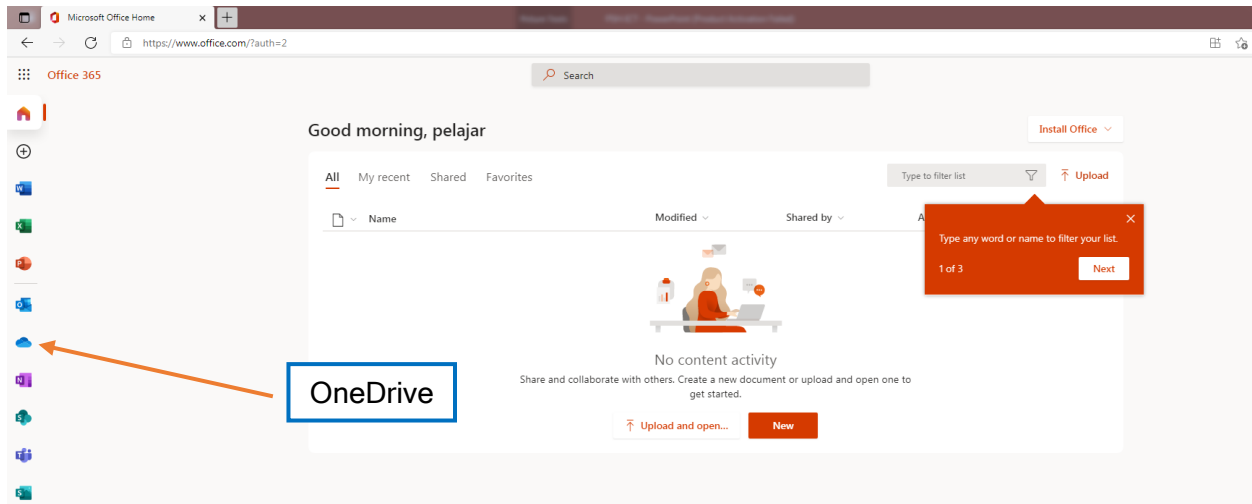 Microsoft Office Home
https://www.office.com/?auth=2
Office 365
Search
Good morning, pelajar
Install Office
All My recent Shared Favorites
Type to filter list
Upload
Name Modified Shared by A
Type any word or name to filter your list.
1 of 3 Next
No content activity
Share and collaborate with others. Create a new document or upload and open one to
get started.
Upload and open... New
OneDrive